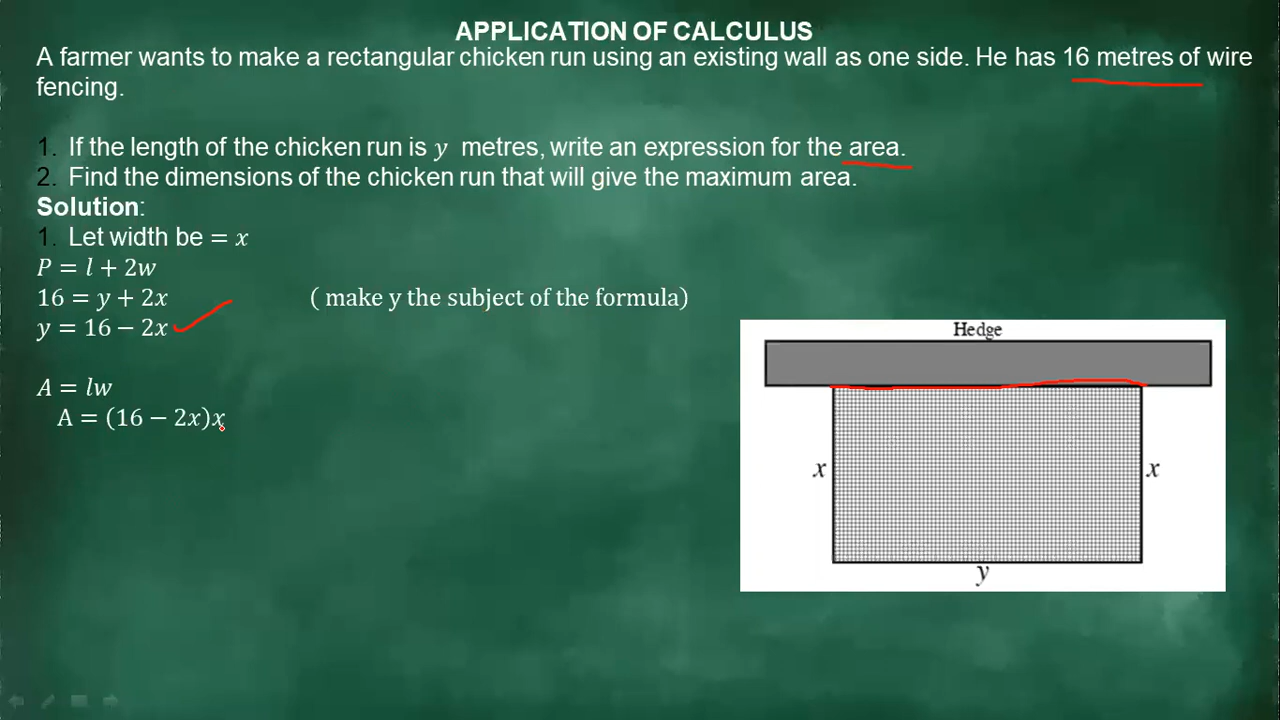 APPLICATION OF CALCULUS
A farmer wants to make a rectangular chicken run using an existing wall as one side. He has 16 metres of wire
fencing.
1. If the length of the chicken run is y metres, write an expression for the area.
2. Find the dimensions of the chicken run that will give the maximum area.
Solution:
1. Let width be = x
P = l + 2w
16 = y + 2x ( make y the subject of the formula)
y = 16 − 2x
A = lw
A = (16 − 2x)x
Hedge
x x
y